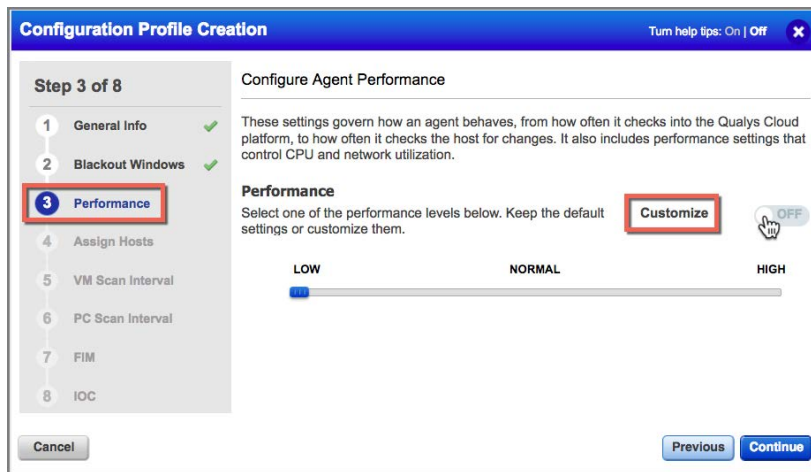 Configuration Profile Creation
Turn help tips: On | Off X
Step 3 of 8
1 General Info
2 Blackout Windows
3 Performance
4 Assign Hosts
5 VM Scan Interval
6 PC Scan Interval
7 FIM
8 IOC
Configure Agent Performance
These settings govern how an agent behaves, from how often it checks into the Qualys Cloud
platform, to how often it checks the host for changes. It also includes performance settings that
control CPU and network utilization.
Performance
Select one of the performance levels below. Keep the default
settings or customize them.
Customize
OFF
LOW NORMAL HIGH
Cancel
Previous
Continue